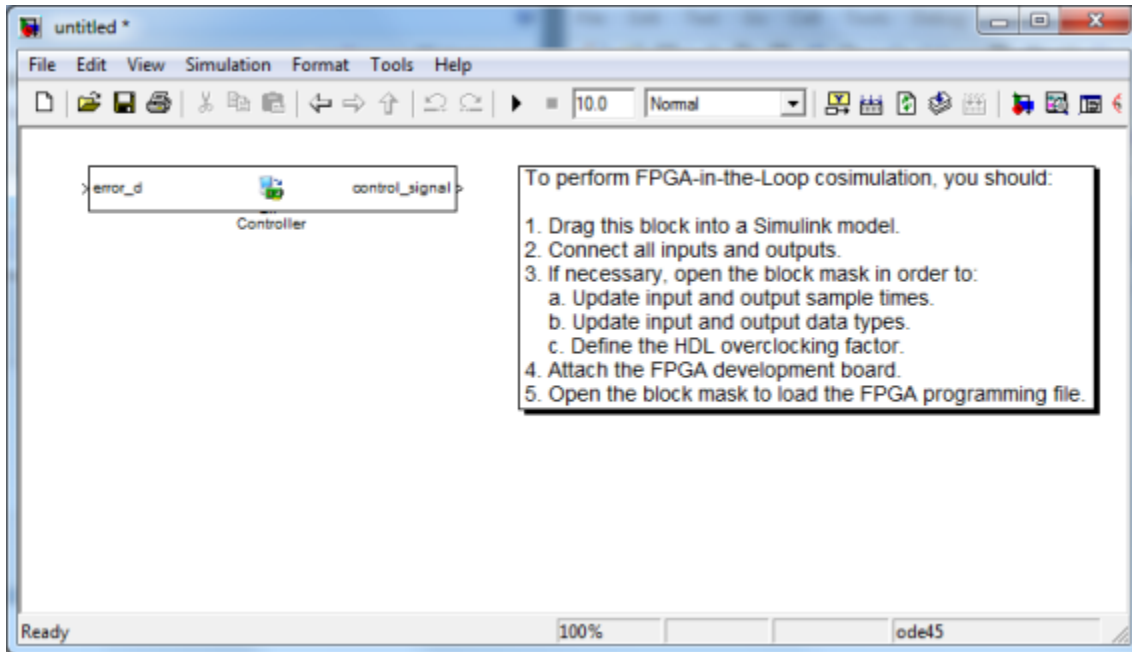 untitled *
File Edit View Simulation Format Tools Help
10.0 Normal
error_d control_signal
Controller
To perform FPGA-in-the-Loop cosimulation, you should:
1. Drag this block into a Simulink model.
2. Connect all inputs and outputs.
3. If necessary, open the block mask in order to:
a. Update input and output sample times.
b. Update input and output data types.
c. Define the HDL overclocking factor.
4. Attach the FPGA development board.
5. Open the block mask to load the FPGA programming file.
Ready 100% ode45